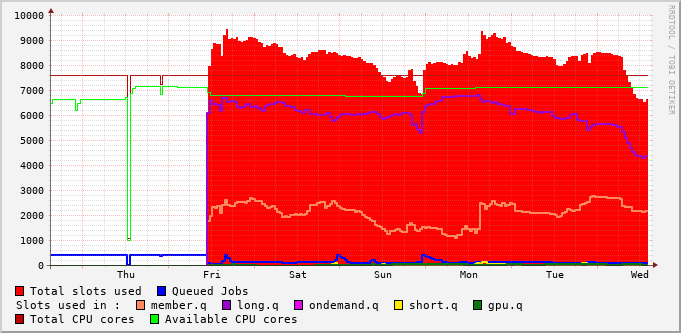 RRDTOOL / TOBI OETIKER
10000
9000
8000
7000
6000
5000
4000
3000
2000
1000
0
Thu Fri Sat Sun Mon Tue Wed
Total slots used Queued Jobs
Slots used in : member.q long.q ondemand.q short.q gpu.q
Total CPU cores Available CPU cores